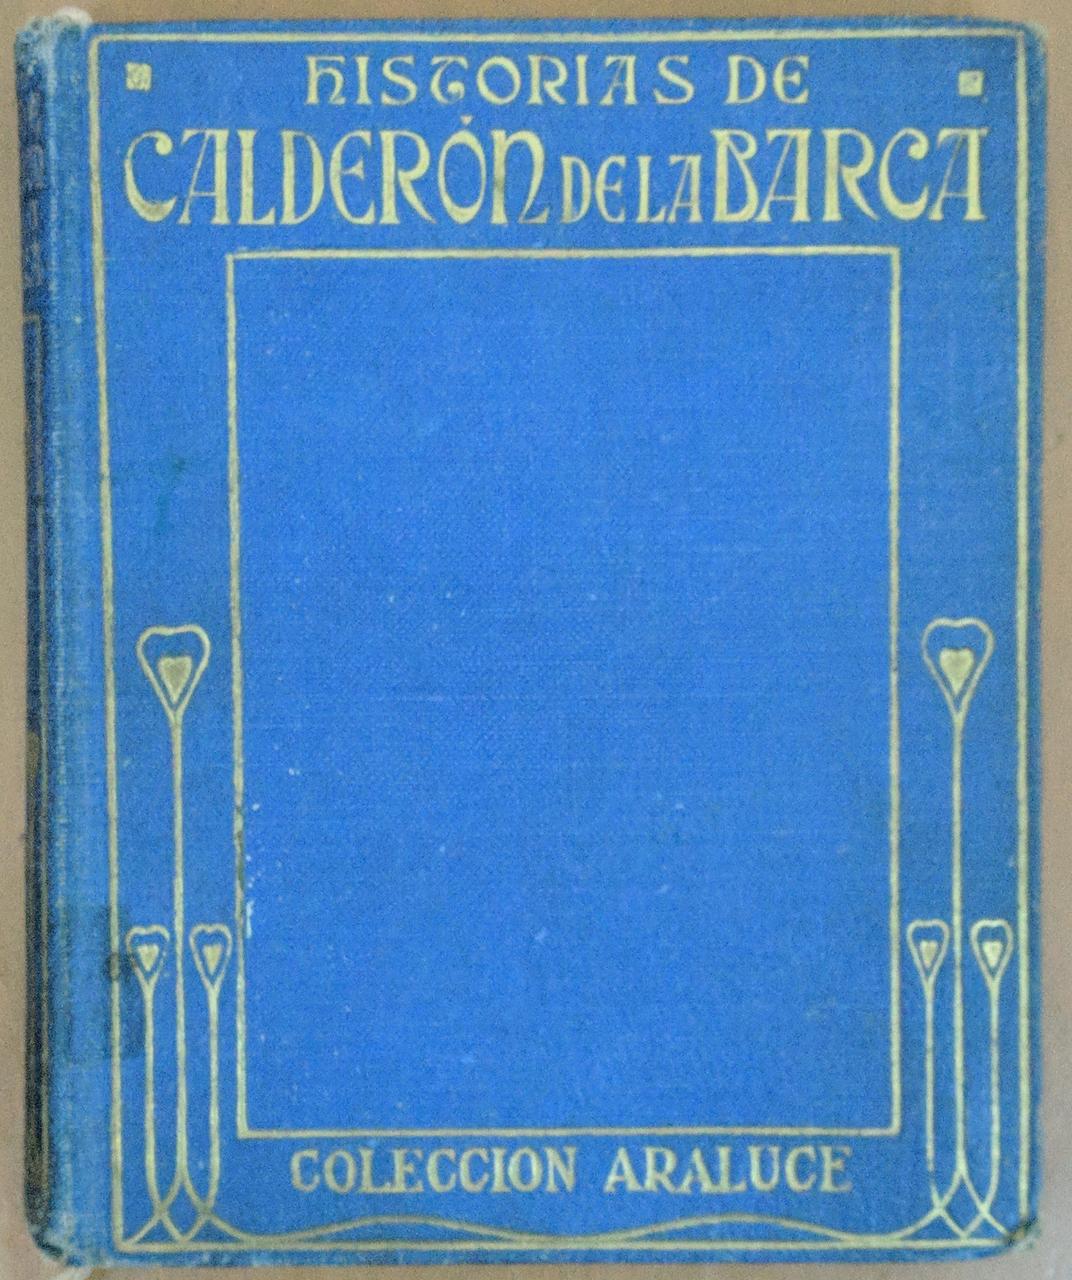 HISTORIAS DE
CALDERÓN DE LA BARCA
COLECCION ARALUCE